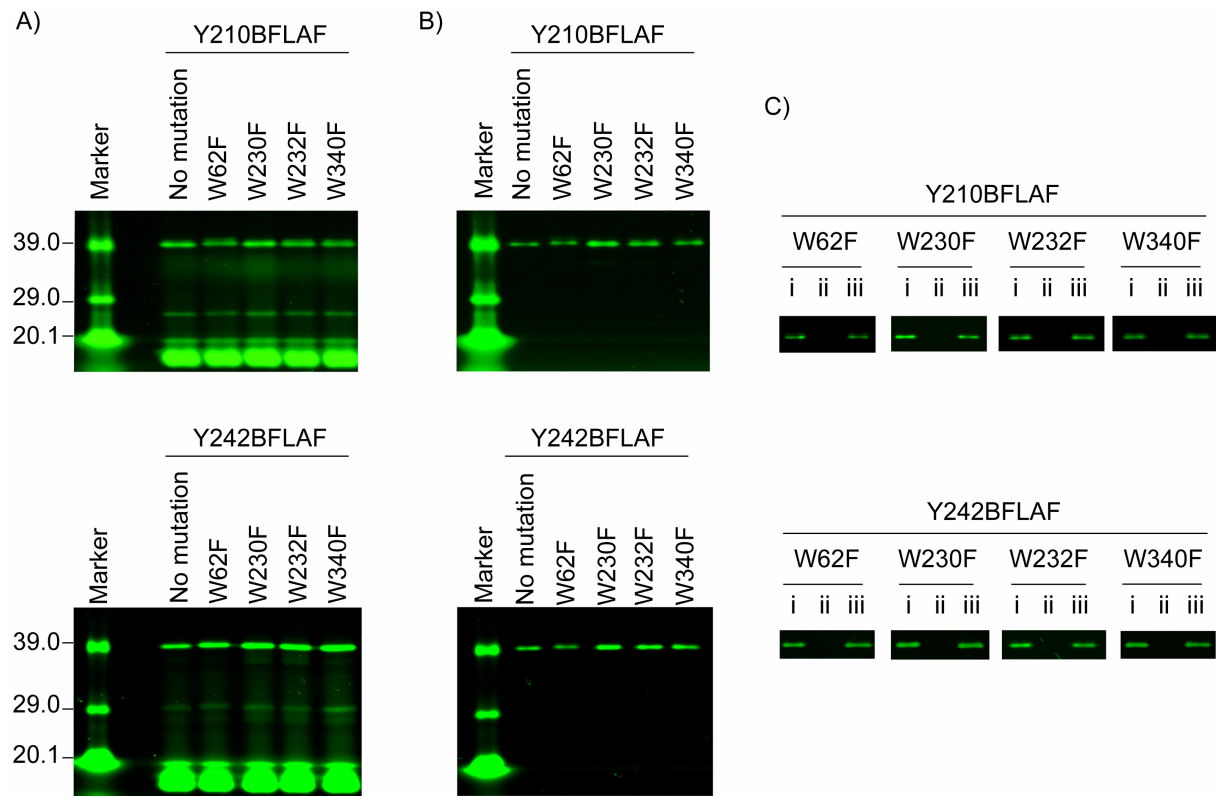 A)
Y210BFLAF
Marker
No mutation
W62F
W230F
W232F
W340F
39.0
29.0
20.1
Y242BFLAF
Marker
No mutation
W62F
W230F
W232F
W340F
39.0
29.0
20.1
B)
Y210BFLAF
Marker
No mutation
W62F
W230F
W232F
W340F
Y242BFLAF
Marker
No mutation
W62F
W230F
W232F
W340F
C)
Y210BFLAF
W62F W230F W232F W340F
i ii iii i ii iii i ii iii i ii iii
Y242BFLAF
W62F W230F W232F W340F
i ii iii i ii iii i ii iii i ii iii